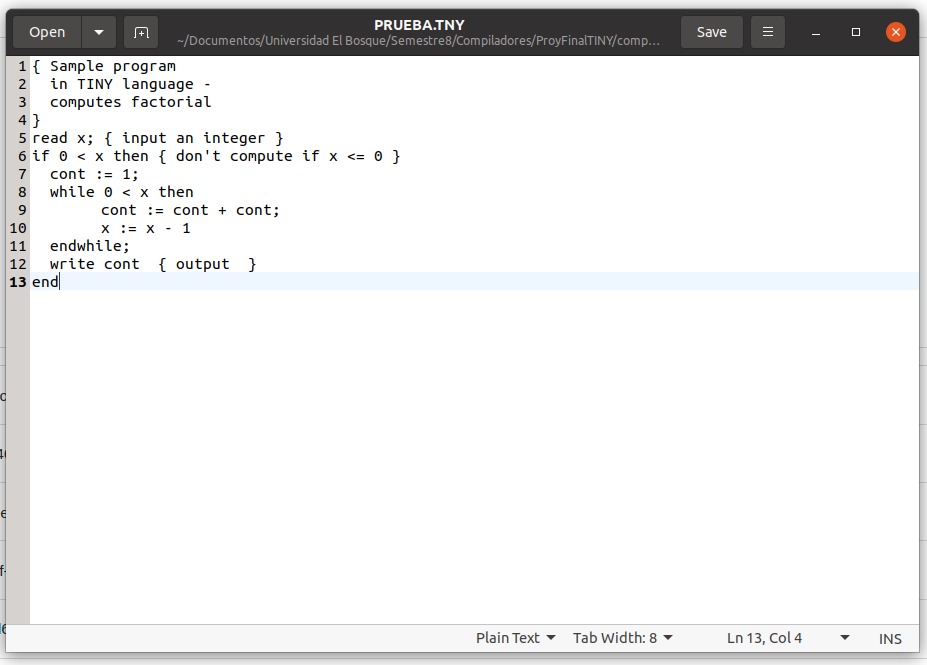 Open
PRUEBA.TNY
~/Documentos/Universidad El Bosque/Semestre8/Compiladores/ProyFinalTINY/comp...
Save
1 { Sample program
2   in TINY language -
3   computes factorial
4 }
5 read x; { input an integer }
6 if 0 < x then { don't compute if x <= 0 }
7   cont := 1;
8   while 0 < x then
9         cont := cont + cont;
10         x := x - 1
11   endwhile;
12   write cont  { output  }
13 end
Plain Text Tab Width: 8 Ln 13, Col 4 INS